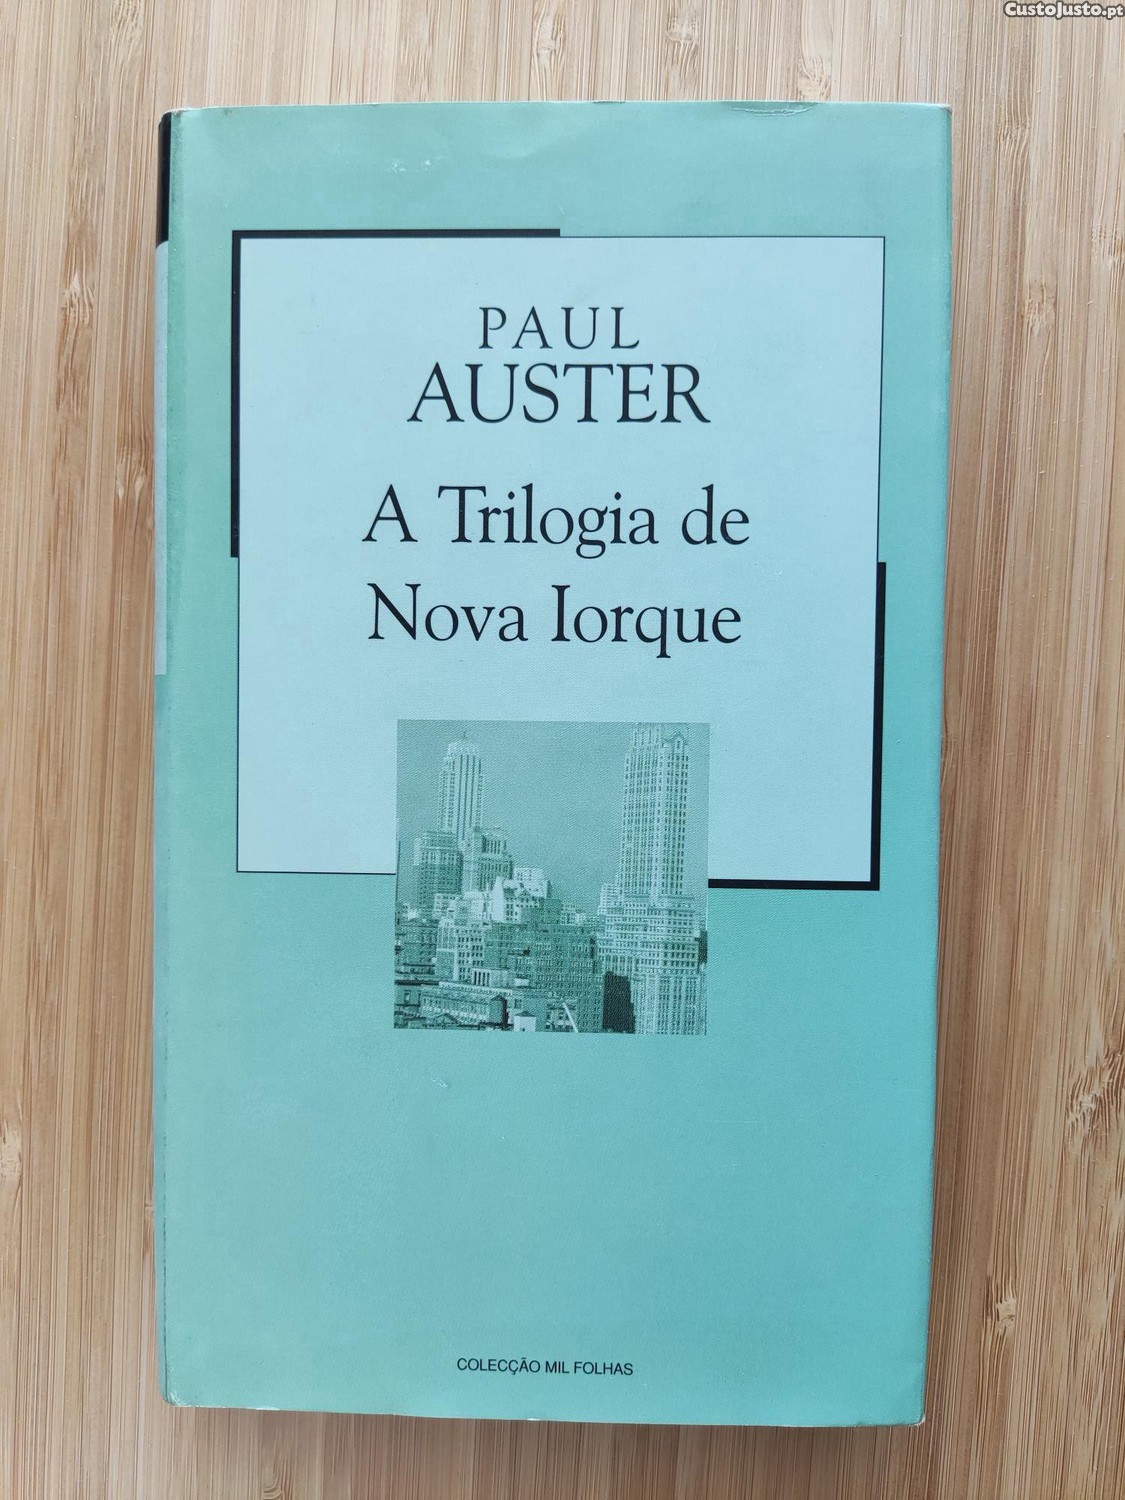 CustoJusto.pt
PAUL
AUSTER
A Trilogia de
Nova Iorque
COLECÇÃO MIL FOLHAS